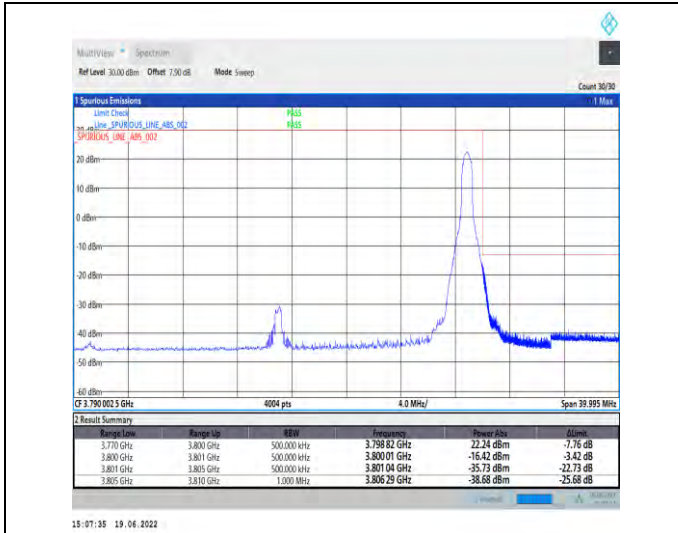 MultiView Spectrum
Ref Level 30.00 dBm Offset 7.90 dB Mode Sweep
Count 30/30
1 Spurious Emissions 1 Max
Limit Check PASS
Line _SPURIOUS_LINE_ABS_002 PASS
_SPURIOUS_LINE_ABS_002
20 dBm
10 dBm
0 dBm
-10 dBm
-20 dBm
-30 dBm
-40 dBm
-50 dBm
-60 dBm
CF 3.790 002 5 GHz 4004 pts 4.0 MHz/ Span 39.995 MHz
2 Result Summary
Range Low Range Up RBW Frequency Power Abs ΔLimit
3.770 GHz 3.800 GHz 500.000 kHz 3.798 82 GHz 22.24 dBm -7.76 dB
3.800 GHz 3.801 GHz 500.000 kHz 3.800 01 GHz -16.42 dBm -3.42 dB
3.801 GHz 3.805 GHz 500.000 kHz 3.801 04 GHz -35.73 dBm -22.73 dB
3.805 GHz 3.810 GHz 1.000 MHz 3.806 29 GHz -38.68 dBm -25.68 dB
15:07:35 19.06.2022